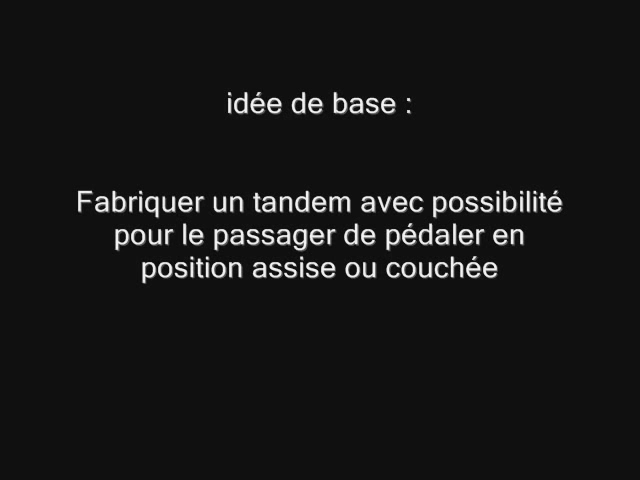 idée de base :
Fabriquer un tandem avec possibilité
pour le passager de pédaler en
position assise ou couchée